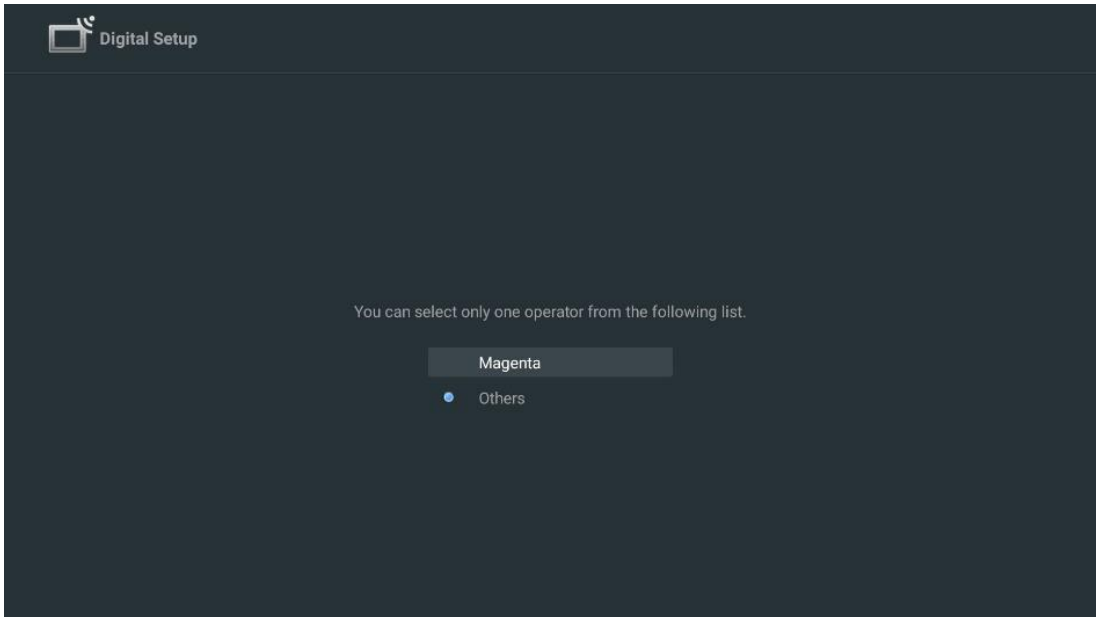 Digital Setup
You can select only one operator from the following list.
Magenta
Others